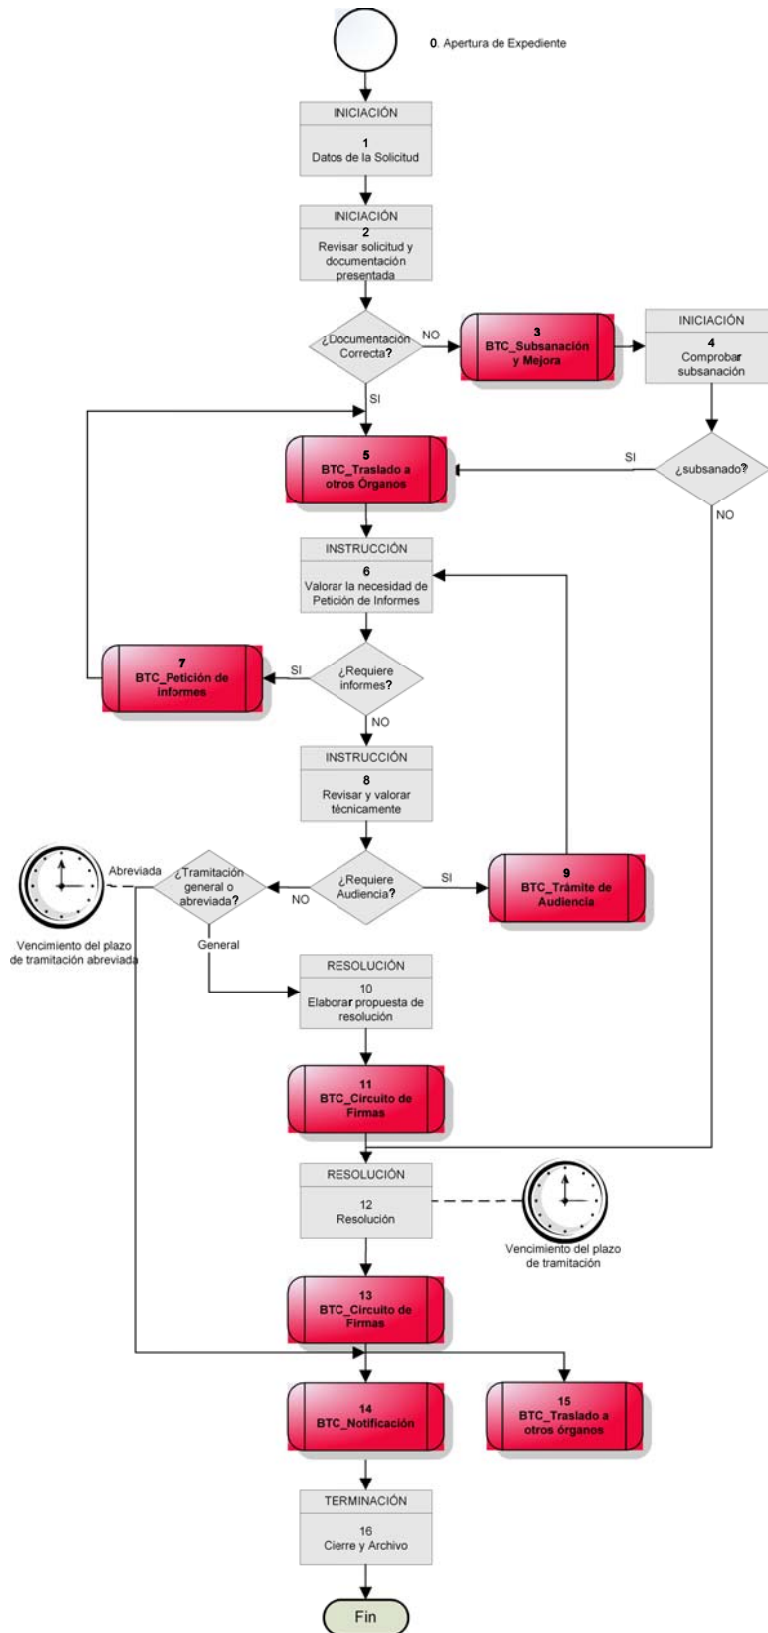 0. Apertura de Expediente
INICIACIÓN
1
Datos de la Solicitud
INICIACIÓN
2
Revisar solicitud y
documentación
presentada
¿Documentación
Correcta?
NO
SI
3
BTC_Subsanación
y Mejora
INICIACIÓN
4
Comprobar
subsanación
¿subsanado?
SI
NO
5
BTC_Traslado a
otros Órganos
INSTRUCCIÓN
6
Valorar la necesidad de
Petición de Informes
¿Requiere
informes?
SI
NO
7
BTC_Petición de
informes
INSTRUCCIÓN
8
Revisar y valorar
técnicamente
¿Requiere
Audiencia?
SI
NO
9
BTC_Trámite de
Audiencia
¿Tramitación
general o
abreviada?
Abreviada
General
Vencimiento del plazo
de tramitación abreviada
RESOLUCIÓN
10
Elaborar propuesta de
resolución
11
BTC_Circuito de
Firmas
RESOLUCIÓN
12
Resolución
Vencimiento del plazo
de tramitación
13
BTC_Circuito de
Firmas
14
BTC_Notificación
15
BTC_Traslado a
otros órganos
TERMINACIÓN
16
Cierre y Archivo
Fin